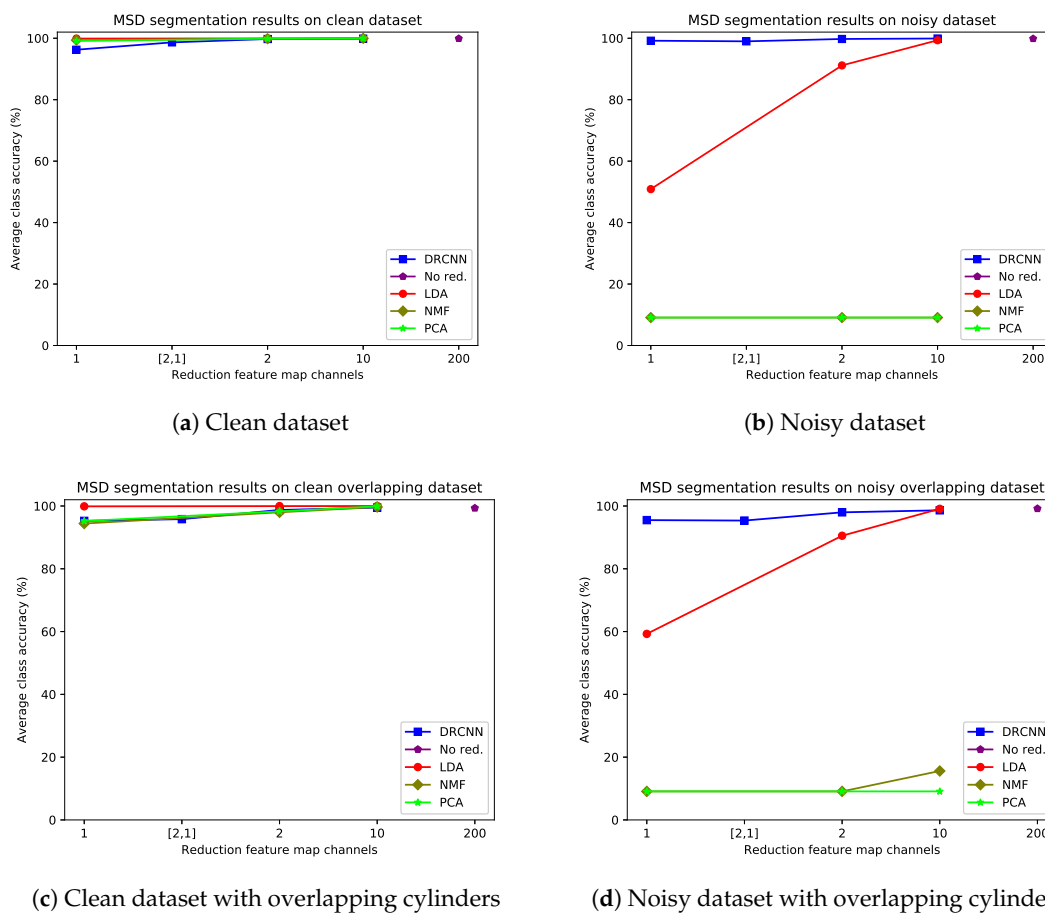 MSD segmentation results on clean dataset
100
80
60
40
20
0
Average class accuracy (%)
DRCNN
No red.
LDA
NMF
PCA
1 [2,1] 2 10 200
Reduction feature map channels
(a) Clean dataset
MSD segmentation results on noisy dataset
100
80
60
40
20
0
Average class accuracy (%)
DRCNN
No red.
LDA
NMF
PCA
1 [2,1] 2 10 200
Reduction feature map channels
(b) Noisy dataset
MSD segmentation results on clean overlapping dataset
100
80
60
40
20
0
Average class accuracy (%)
DRCNN
No red.
LDA
NMF
PCA
1 [2,1] 2 10 200
Reduction feature map channels
(c) Clean dataset with overlapping cylinders
MSD segmentation results on noisy overlapping dataset
100
80
60
40
20
0
Average class accuracy (%)
DRCNN
No red.
LDA
NMF
PCA
1 [2,1] 2 10 200
Reduction feature map channels
(d) Noisy dataset with overlapping cylinde